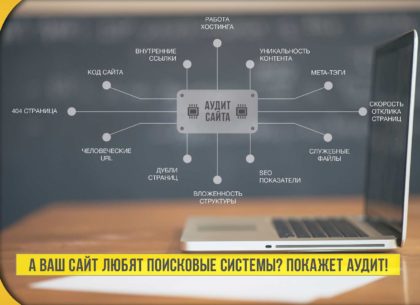 РАБОТА
ХОСТИНГА
ВНУТРЕННИЕ
ССЫЛКИ
УНИКАЛЬНОСТЬ
КОНТЕНТА
КОД САЙТА
МЕТА-ТЭГИ
АУДИТ
САЙТА
404 СТРАНИЦА
СКОРОСТЬ
ОТКЛИКА
СТРАНИЦ
ЧЕЛОВЕЧЕСКИЕ
URL
СЛУЖЕБНЫЕ
ФАЙЛЫ
ДУБЛИ
СТРАНИЦ
SEO
ПОКАЗАТЕЛИ
ВЛОЖЕННОСТЬ
СТРУКТУРЫ
А ВАШ САЙТ ЛЮБЯТ ПОИСКОВЫЕ СИСТЕМЫ? ПОКАЖЕТ АУДИТ!